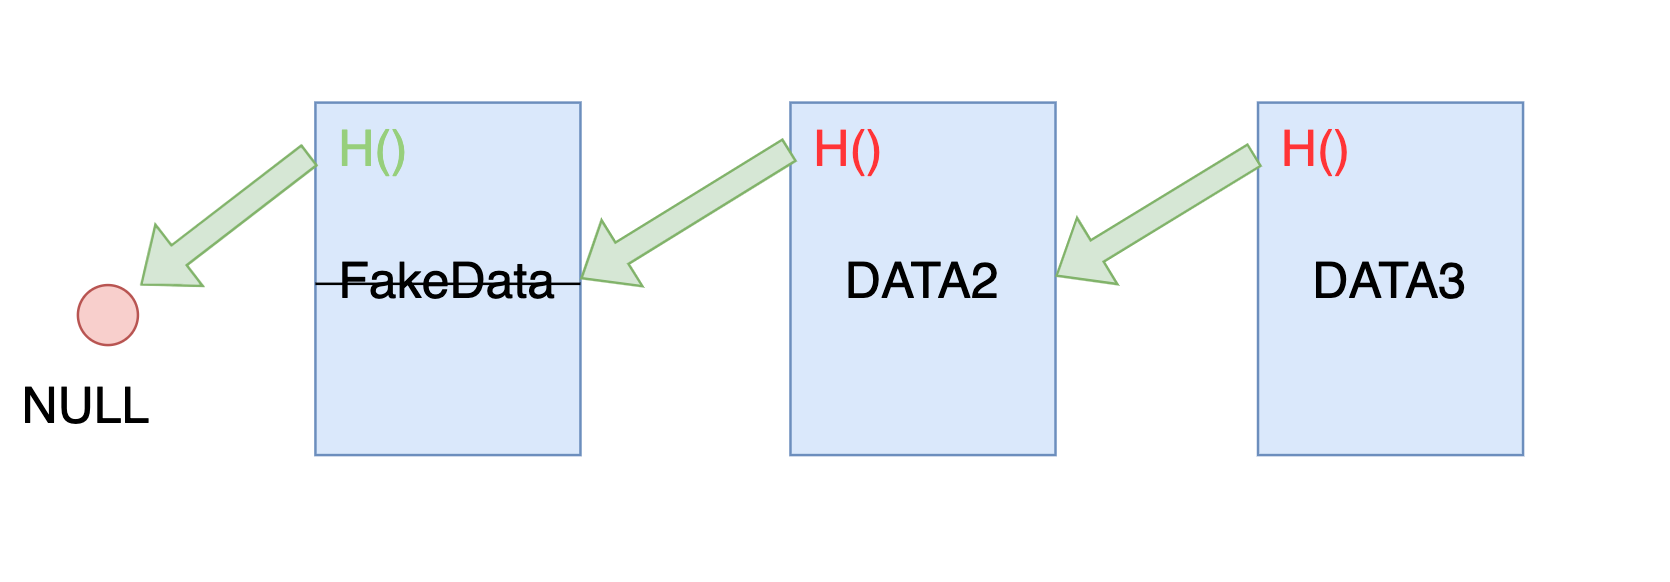 H()
H()
H()
FakeData
DATA2
DATA3
NULL